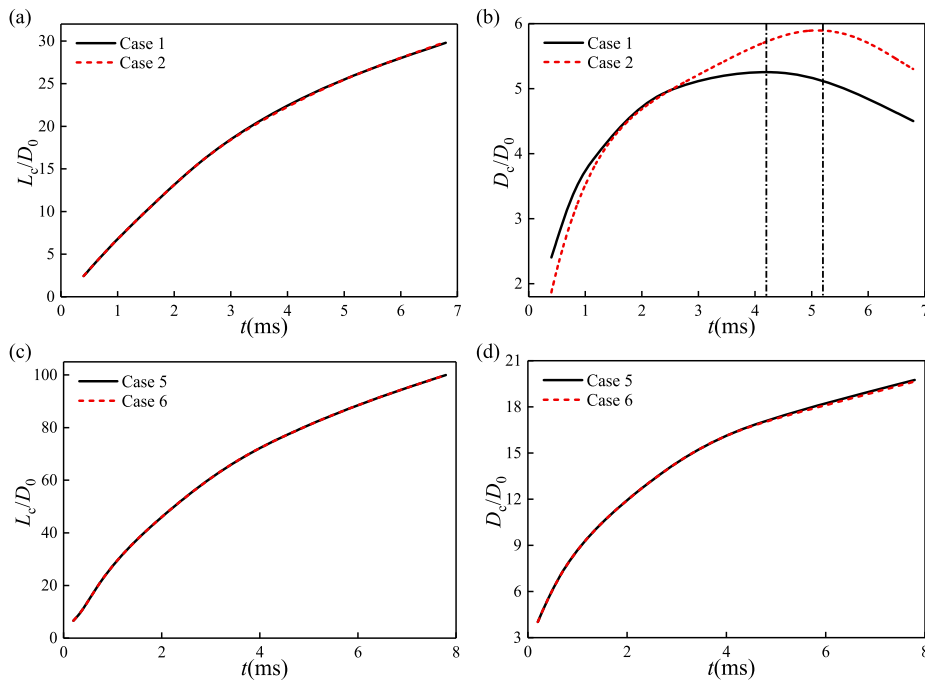 (a)
30
25
20
15
10
5
0
L_c/D_0
Case 1
Case 2
0 1 2 3 4 5 6 7
t(ms)
(b)
6
5
4
3
2
D_c/D_0
Case 1
Case 2
0 1 2 3 4 5 6 7
t(ms)
(c)
100
80
60
40
20
0
L_c/D_0
Case 5
Case 6
0 2 4 6 8
t(ms)
(d)
21
18
15
12
9
6
3
D_c/D_0
Case 5
Case 6
0 2 4 6 8
t(ms)